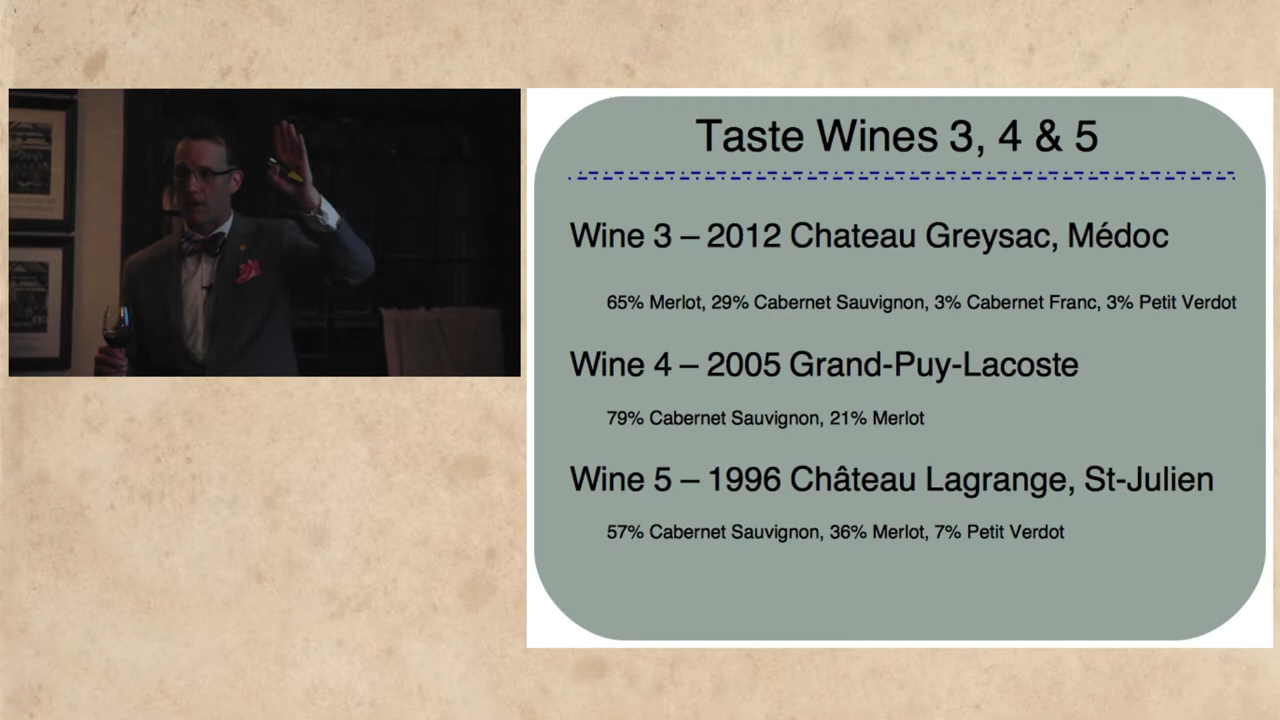 Taste Wines 3, 4 & 5
Wine 3 – 2012 Chateau Greysac, Médoc
65% Merlot, 29% Cabernet Sauvignon, 3% Cabernet Franc, 3% Petit Verdot
Wine 4 – 2005 Grand-Puy-Lacoste
79% Cabernet Sauvignon, 21% Merlot
Wine 5 – 1996 Château Lagrange, St-Julien
57% Cabernet Sauvignon, 36% Merlot, 7% Petit Verdot